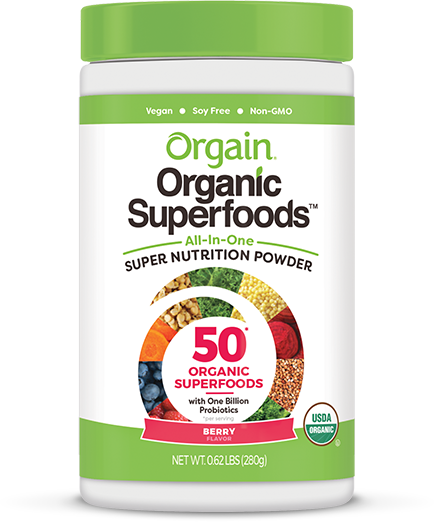 Vegan • Soy Free • Non-GMO
Orgain®
Organic
Superfoods™
All-In-One
SUPER NUTRITION POWDER
50*
ORGANIC
SUPERFOODS
with One Billion
Probiotics
*per serving
BERRY
FLAVOR
USDA
ORGANIC
NET WT. 0.62 LBS (280g)